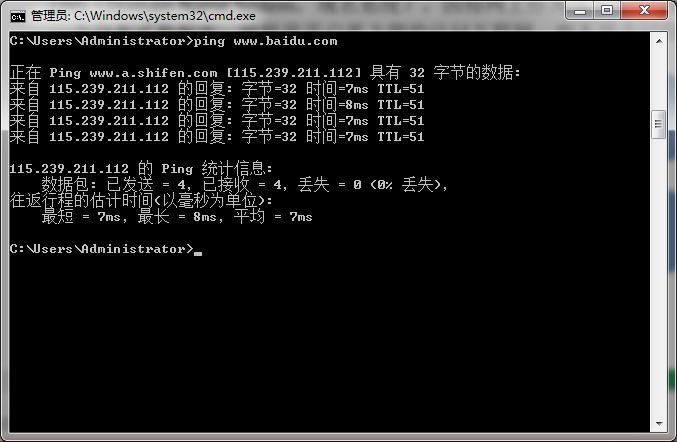 管理员: C:\Windows\system32\cmd.exe
C:\Users\Administrator>ping www.baidu.com
正在 Ping www.a.shifen.com [115.239.211.112] 具有 32 字节的数据:
来自 115.239.211.112 的回复: 字节=32 时间=7ms TTL=51
来自 115.239.211.112 的回复: 字节=32 时间=8ms TTL=51
来自 115.239.211.112 的回复: 字节=32 时间=7ms TTL=51
来自 115.239.211.112 的回复: 字节=32 时间=7ms TTL=51
115.239.211.112 的 Ping 统计信息:
数据包: 已发送 = 4, 已接收 = 4, 丢失 = 0 (0% 丢失),
往返行程的估计时间(以毫秒为单位):
最短 = 7ms, 最长 = 8ms, 平均 = 7ms
C:\Users\Administrator>